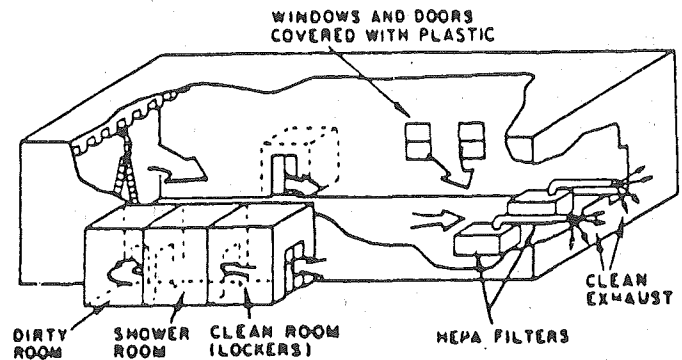 WINDOWS AND DOORS
COVERED WITH PLASTIC
CLEAN
EXHAUST
DIRTY
ROOM
SHOWER
ROOM
CLEAN ROOM
(LOCKERS)
HEPA FILTERS